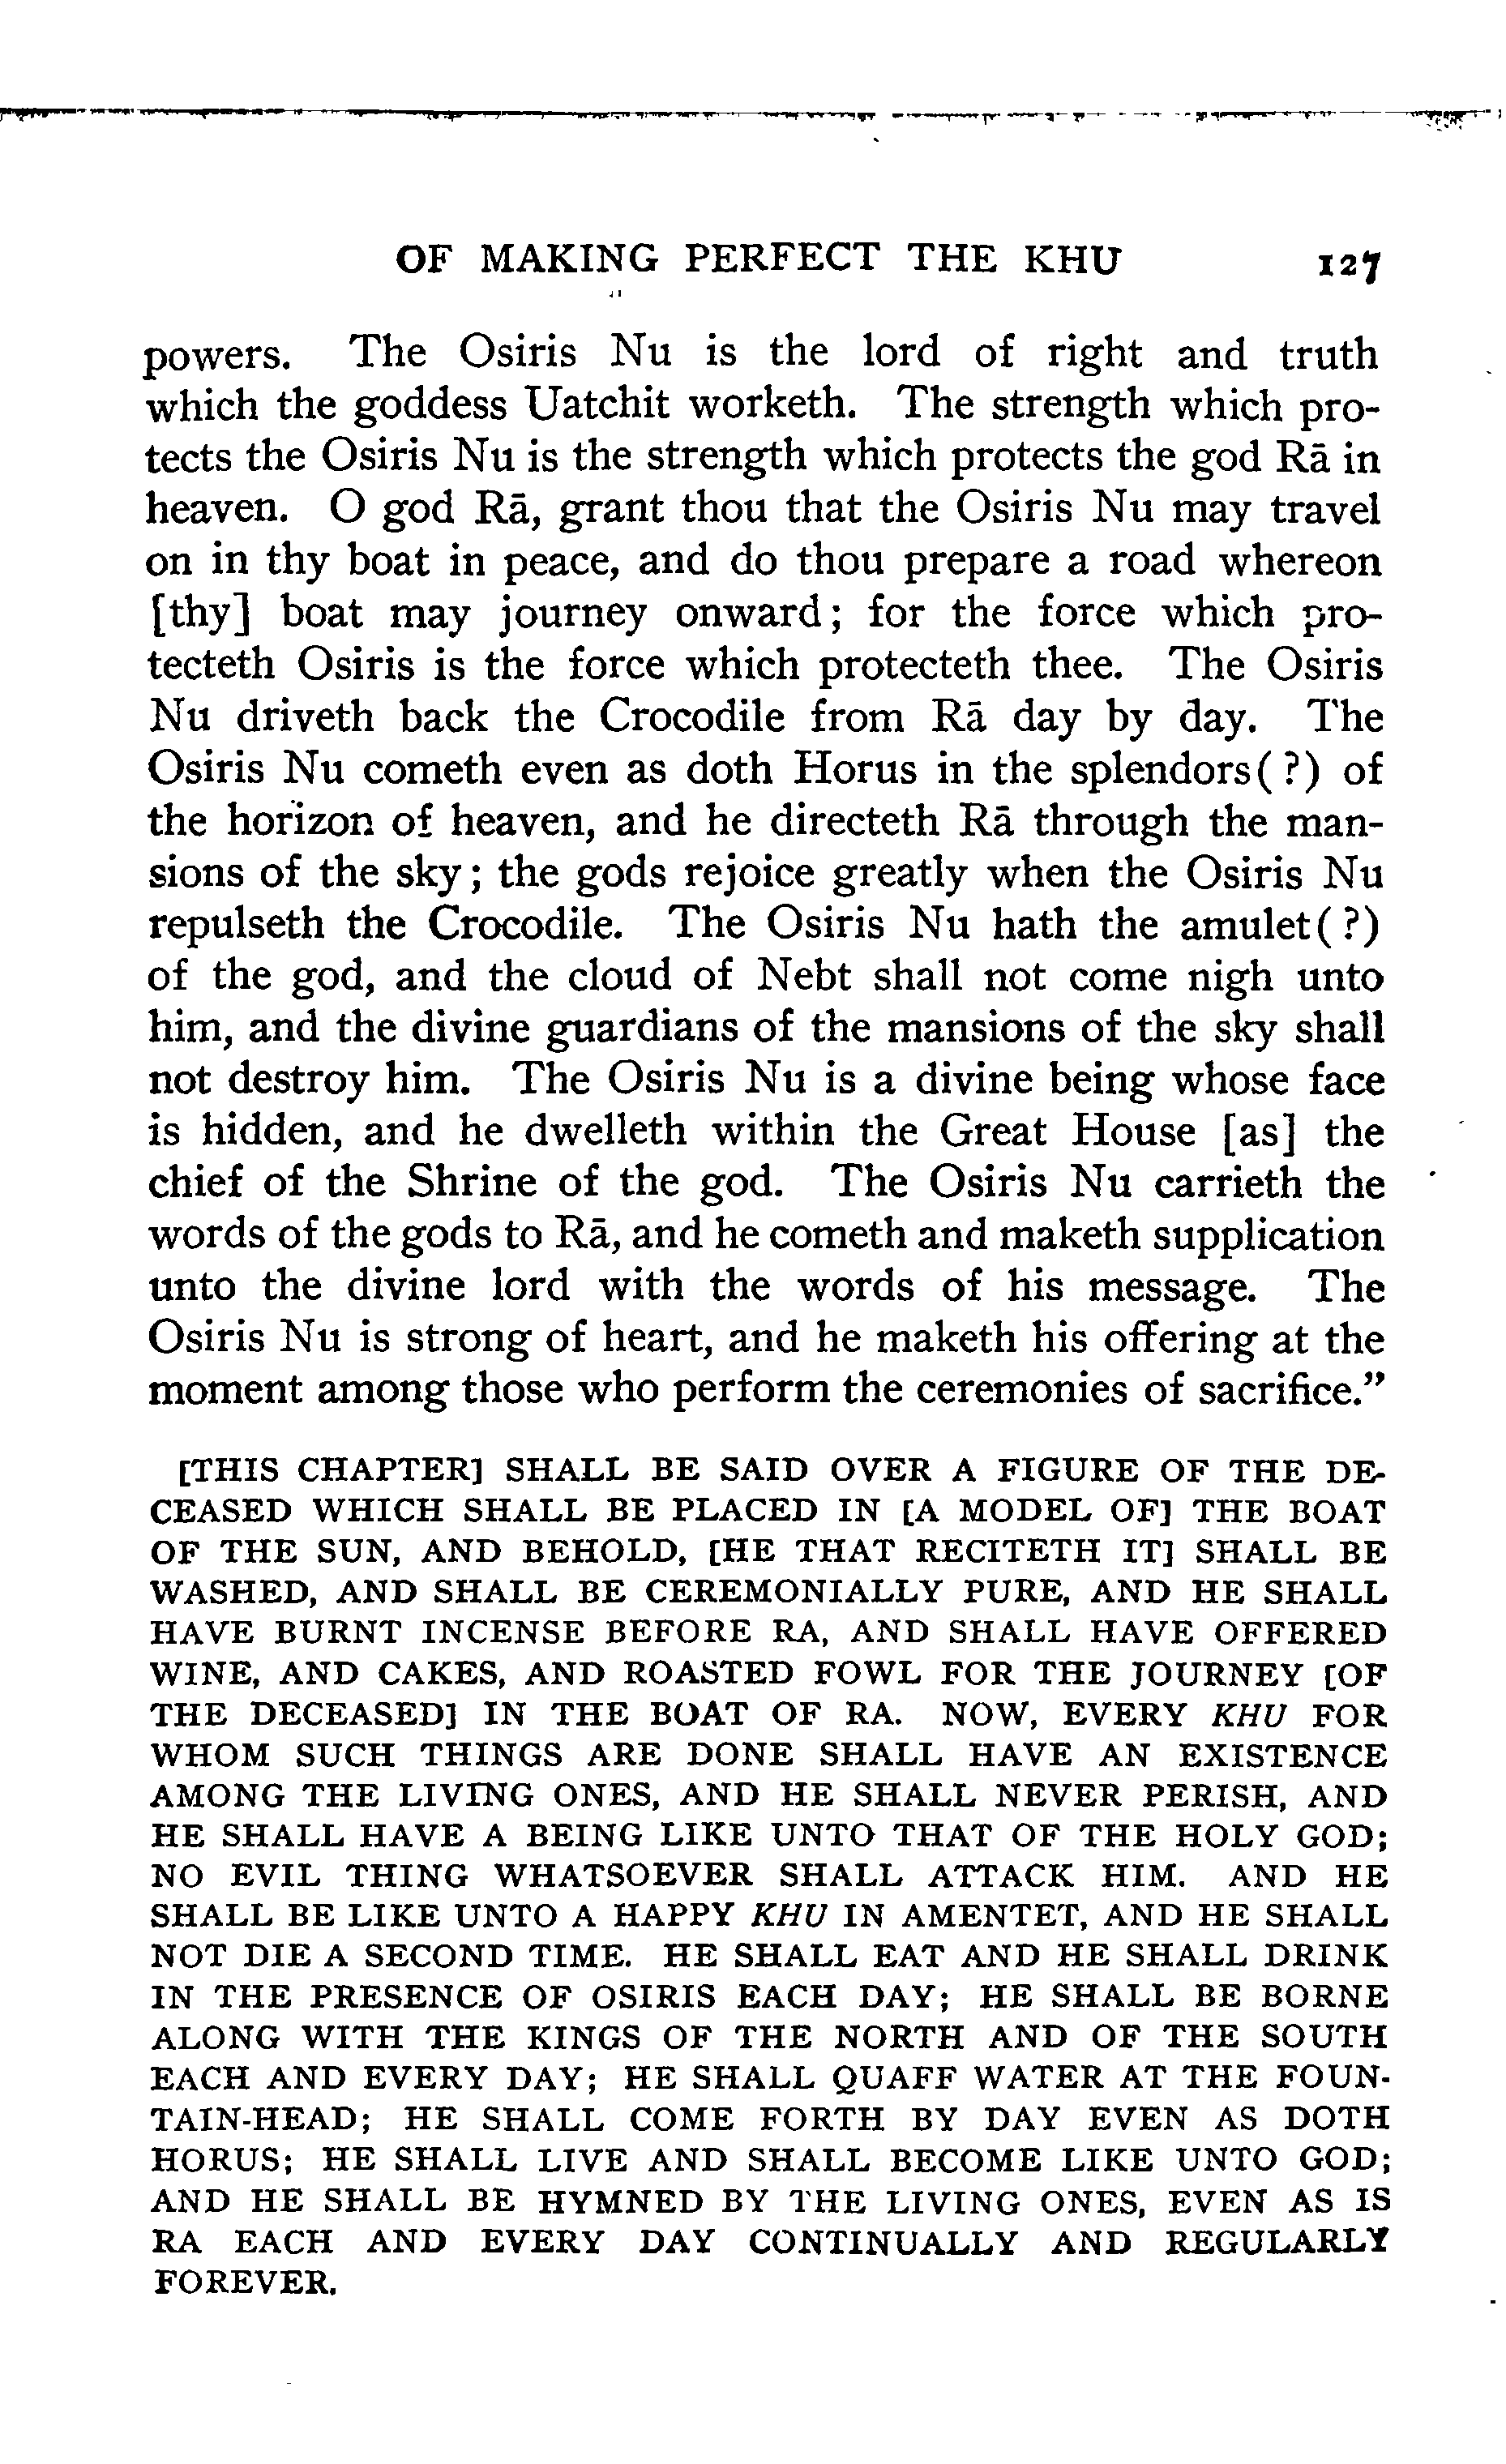 OF MAKING PERFECT THE KHU 127
powers. The Osiris Nu is the lord of right and truth
which the goddess Uatchit worketh. The strength which pro-
tects the Osiris Nu is the strength which protects the god Rā in
heaven. O god Rā, grant thou that the Osiris Nu may travel
on in thy boat in peace, and do thou prepare a road whereon
[thy] boat may journey onward; for the force which pro-
tecteth Osiris is the force which protecteth thee. The Osiris
Nu driveth back the Crocodile from Rā day by day. The
Osiris Nu cometh even as doth Horus in the splendors(?) of
the horizon of heaven, and he directeth Rā through the man-
sions of the sky; the gods rejoice greatly when the Osiris Nu
repulseth the Crocodile. The Osiris Nu hath the amulet(?)
of the god, and the cloud of Nebt shall not come nigh unto
him, and the divine guardians of the mansions of the sky shall
not destroy him. The Osiris Nu is a divine being whose face
is hidden, and he dwelleth within the Great House [as] the
chief of the Shrine of the god. The Osiris Nu carrieth the
words of the gods to Rā, and he cometh and maketh supplication
unto the divine lord with the words of his message. The
Osiris Nu is strong of heart, and he maketh his offering at the
moment among those who perform the ceremonies of sacrifice.”
[THIS CHAPTER] SHALL BE SAID OVER A FIGURE OF THE DE-
CEASED WHICH SHALL BE PLACED IN [A MODEL OF] THE BOAT
OF THE SUN, AND BEHOLD, [HE THAT RECITETH IT] SHALL BE
WASHED, AND SHALL BE CEREMONIALLY PURE, AND HE SHALL
HAVE BURNT INCENSE BEFORE RA, AND SHALL HAVE OFFERED
WINE, AND CAKES, AND ROASTED FOWL FOR THE JOURNEY [OF
THE DECEASED] IN THE BOAT OF RA. NOW, EVERY KHU FOR
WHOM SUCH THINGS ARE DONE SHALL HAVE AN EXISTENCE
AMONG THE LIVING ONES, AND HE SHALL NEVER PERISH, AND
HE SHALL HAVE A BEING LIKE UNTO THAT OF THE HOLY GOD;
NO EVIL THING WHATSOEVER SHALL ATTACK HIM. AND HE
SHALL BE LIKE UNTO A HAPPY KHU IN AMENTET, AND HE SHALL
NOT DIE A SECOND TIME. HE SHALL EAT AND HE SHALL DRINK
IN THE PRESENCE OF OSIRIS EACH DAY; HE SHALL BE BORNE
ALONG WITH THE KINGS OF THE NORTH AND OF THE SOUTH
EACH AND EVERY DAY; HE SHALL QUAFF WATER AT THE FOUN-
TAIN-HEAD; HE SHALL COME FORTH BY DAY EVEN AS DOTH
HORUS; HE SHALL LIVE AND SHALL BECOME LIKE UNTO GOD;
AND HE SHALL BE HYMNED BY THE LIVING ONES, EVEN AS IS
RA EACH AND EVERY DAY CONTINUALLY AND REGULARLY
FOREVER.